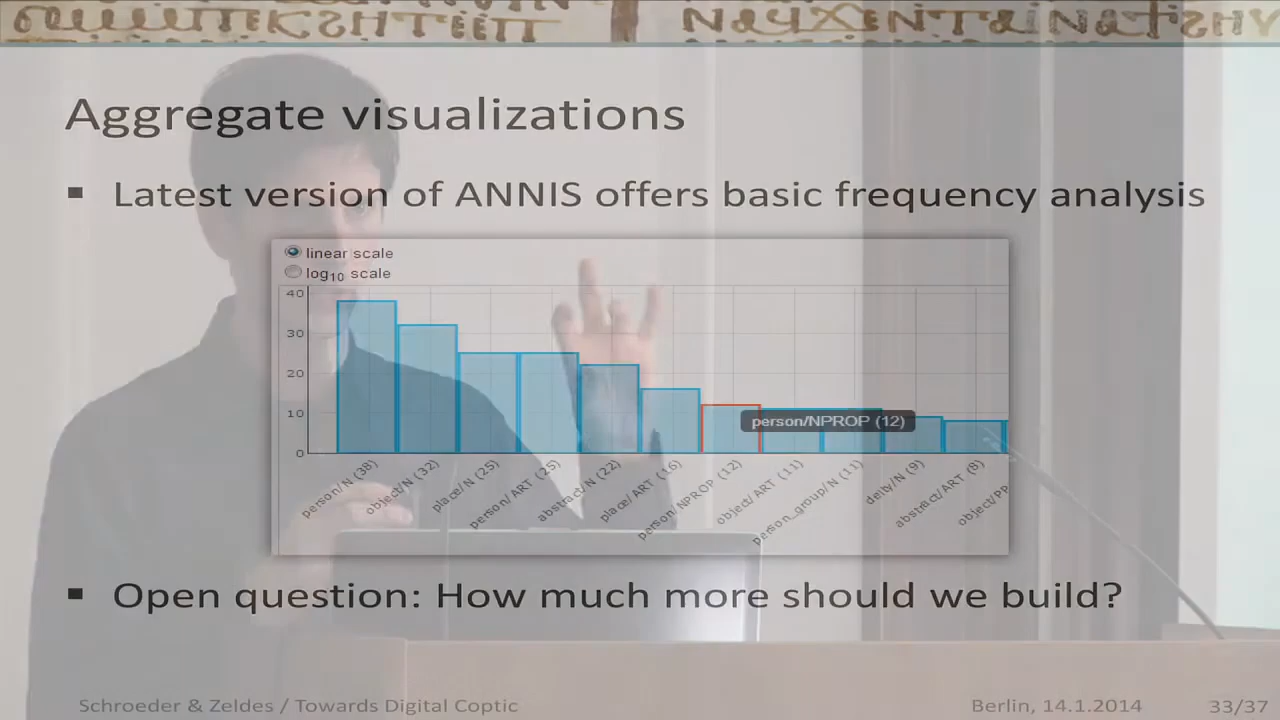 Aggregate visualizations
▪ Latest version of ANNIS offers basic frequency analysis
linear scale
log10 scale
40
30
20
10
0
person/NPROP (12)
person/N (38)
object/N (32)
place/N (25)
person/ART (25)
abstract/N (22)
place/ART (16)
person/NPROP (12)
object/ART (11)
person_group/N (11)
deity/N (9)
abstract/ART (8)
object/PP
▪ Open question: How much more should we build?
Schroeder & Zeldes / Towards Digital Coptic
Berlin, 14.1.2014
33/37